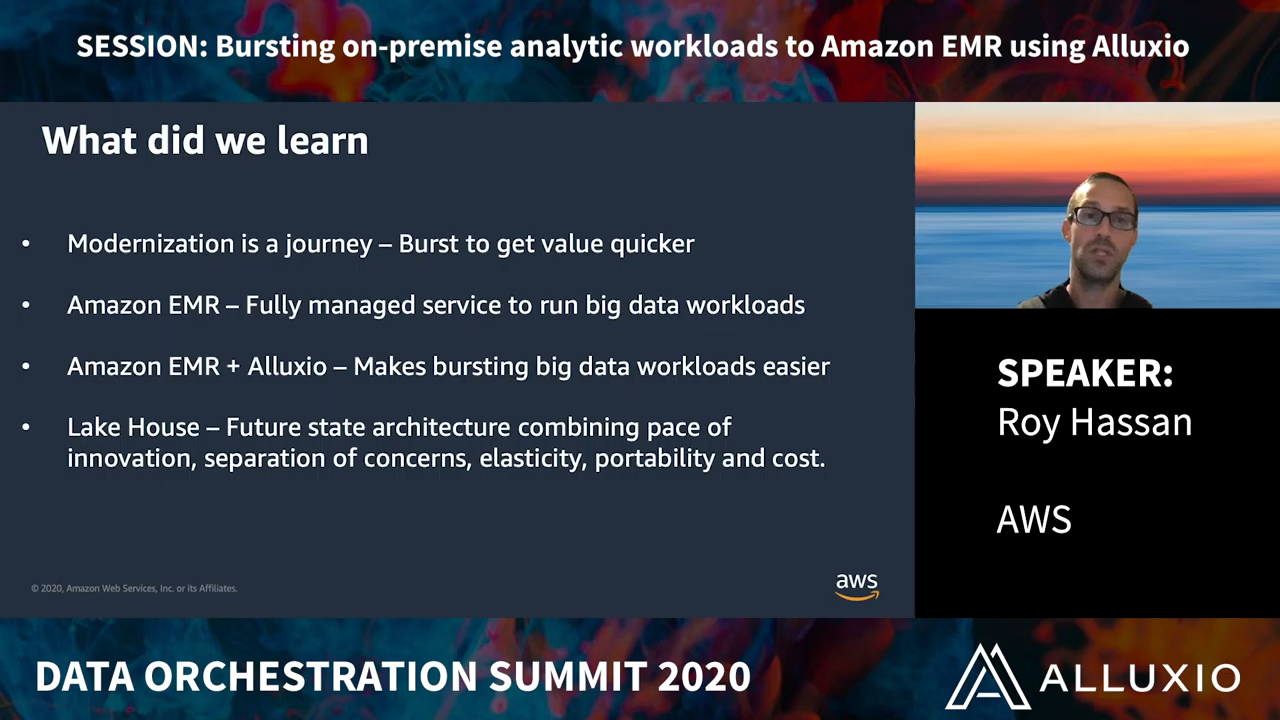 SESSION: Bursting on-premise analytic workloads to Amazon EMR using Alluxio
What did we learn
• Modernization is a journey – Burst to get value quicker
• Amazon EMR – Fully managed service to run big data workloads
• Amazon EMR + Alluxio – Makes bursting big data workloads easier
• Lake House – Future state architecture combining pace of
innovation, separation of concerns, elasticity, portability and cost.
© 2020, Amazon Web Services, Inc. or its Affiliates.
aws
SPEAKER:
Roy Hassan
AWS
DATA ORCHESTRATION SUMMIT 2020
ALLUXIO